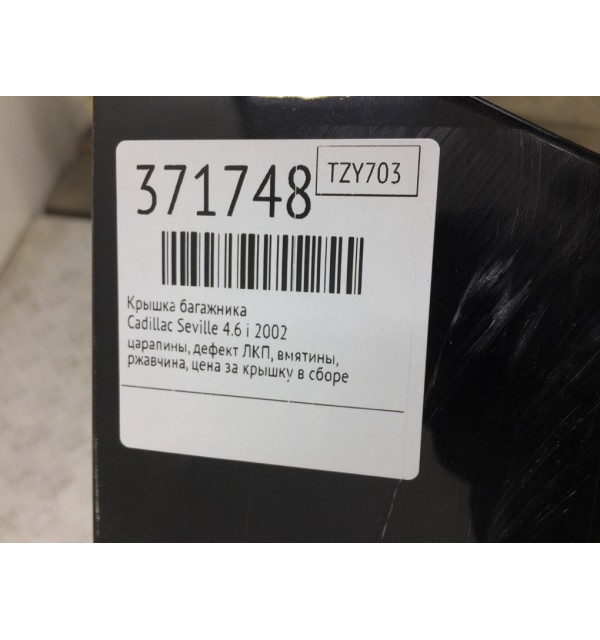 371748
TZY703
Крышка багажника
Cadillac Seville 4.6 i 2002
царапины, дефект ЛКП, вмятины,
ржавчина, цена за крышку в сборе